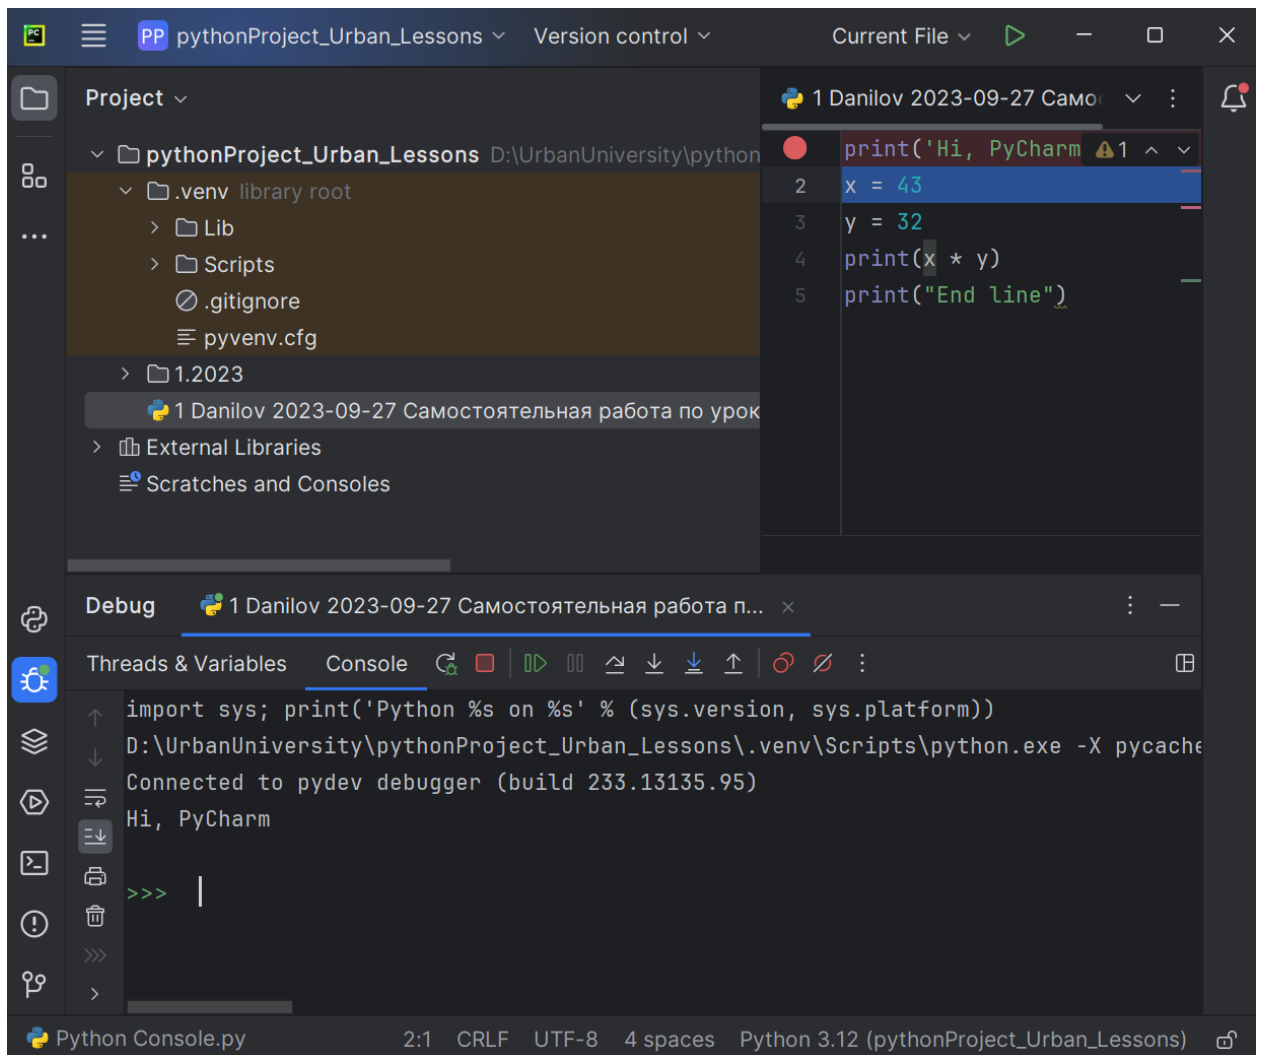 PC
PP pythonProject_Urban_Lessons Version control Current File
Project
pythonProject_Urban_Lessons D:\UrbanUniversity\python
.venv library root
Lib
Scripts
.gitignore
pyvenv.cfg
1.2023
1 Danilov 2023-09-27 Самостоятельная работа по урок
External Libraries
Scratches and Consoles
1 Danilov 2023-09-27 Само
print('Hi, PyCharm 1
2 x = 43
3 y = 32
4 print(x * y)
5 print("End line")
Debug 1 Danilov 2023-09-27 Самостоятельная работа п...
Threads & Variables Console
import sys; print('Python %s on %s' % (sys.version, sys.platform))
D:\UrbanUniversity\pythonProject_Urban_Lessons\.venv\Scripts\python.exe -X pycache
Connected to pydev debugger (build 233.13135.95)
Hi, PyCharm
>>>
Python Console.py 2:1 CRLF UTF-8 4 spaces Python 3.12 (pythonProject_Urban_Lessons)